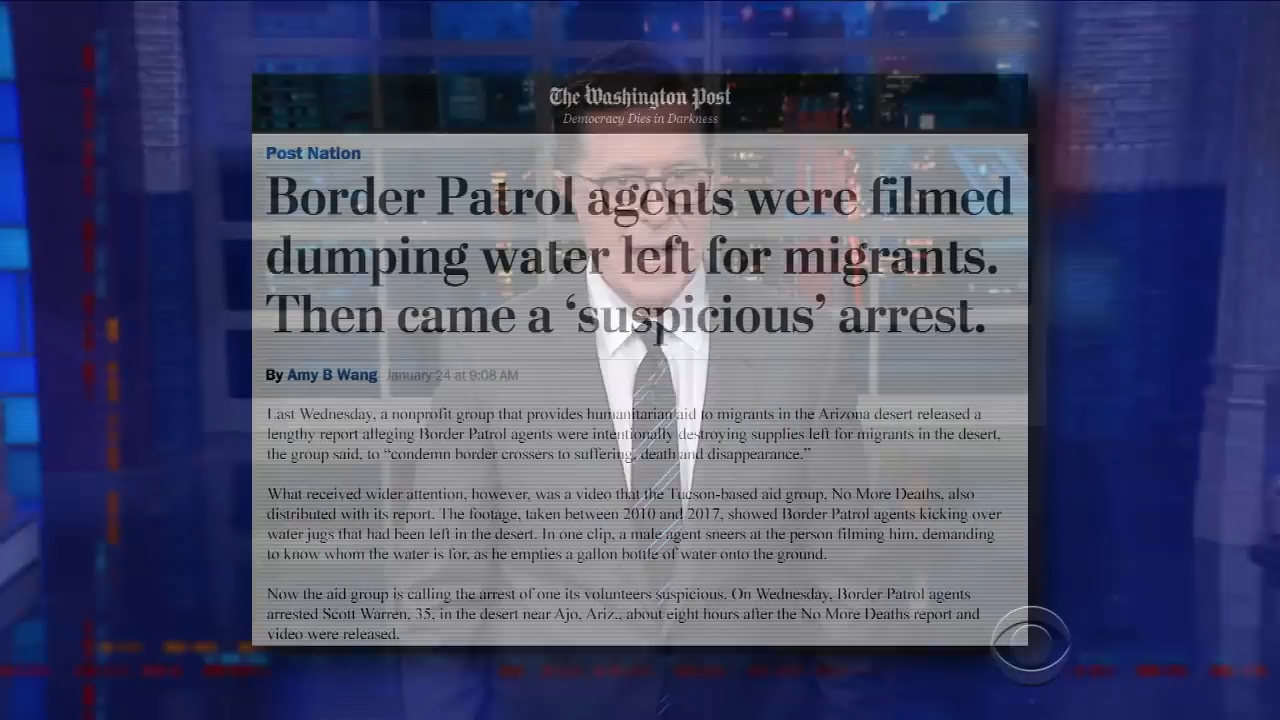 The Washington Post
Democracy Dies in Darkness
Post Nation
Border Patrol agents were filmed
dumping water left for migrants.
Then came a ‘suspicious’ arrest.
By Amy B Wang January 24 at 9:08 AM
Last Wednesday, a nonprofit group that provides humanitarian aid to migrants in the Arizona desert released a
lengthy report alleging Border Patrol agents were intentionally destroying supplies left for migrants in the desert,
the group said, to “condemn border crossers to suffering, death and disappearance.”
What received wider attention, however, was a video that the Tucson-based aid group, No More Deaths, also
distributed with its report. The footage, taken between 2010 and 2017, showed Border Patrol agents kicking over
water jugs that had been left in the desert. In one clip, a male agent sneers at the person filming him, demanding
to know whom the water is for, as he empties a gallon bottle of water onto the ground.
Now the aid group is calling the arrest of one its volunteers suspicious. On Wednesday, Border Patrol agents
arrested Scott Warren, 35, in the desert near Ajo, Ariz., about eight hours after the No More Deaths report and
video were released.